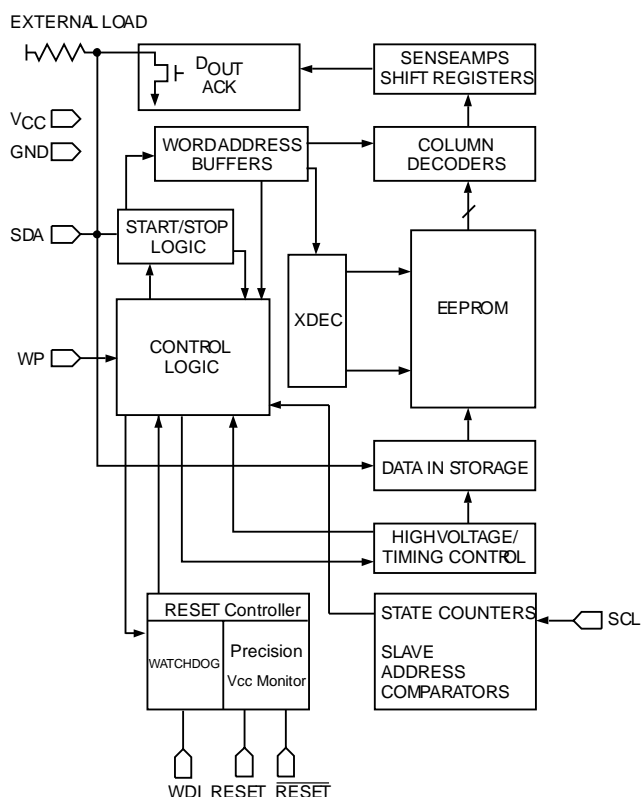 EXTERNAL LOAD
DOUT
ACK
SENSEAMPS
SHIFT REGISTERS
VCC
GND
WORDADDRESS
BUFFERS
COLUMN
DECODERS
SDA
START/STOP
LOGIC
XDEC
EEPROM
WP
CONTROL
LOGIC
DATA IN STORAGE
HIGHVOLTAGE/
TIMING CONTROL
RESET Controller
WATCHDOG
Precision
Vcc Monitor
STATE COUNTERS
SLAVE
ADDRESS
COMPARATORS
SCL
WDI RESET RESET